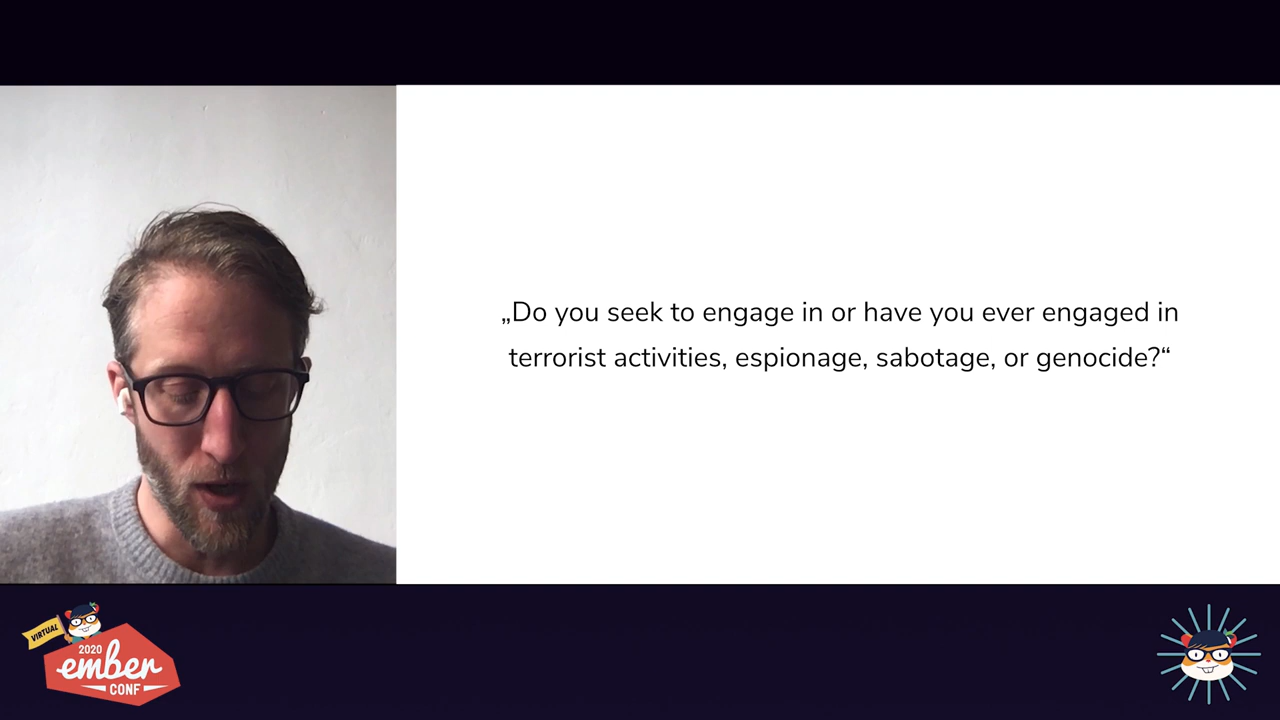 „Do you seek to engage in or have you ever engaged in
terrorist activities, espionage, sabotage, or genocide?“
VIRTUAL
2020
ember
CONF